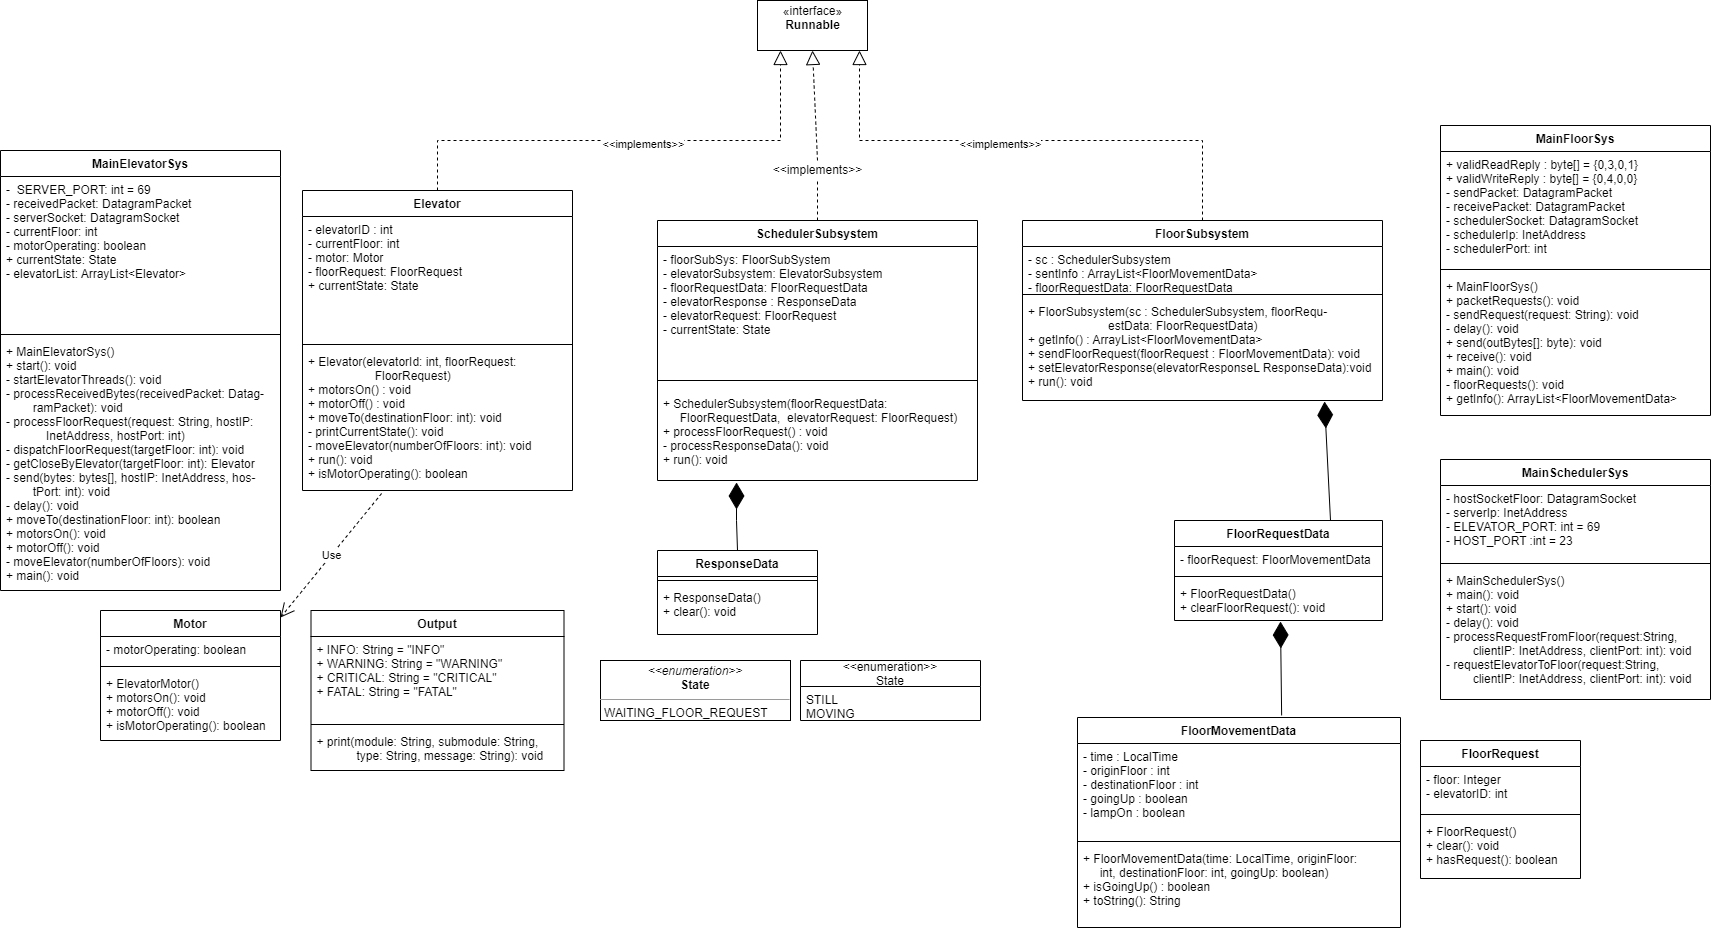 «interface»
Runnable
<<implements>>
<<implements>>
<<implements>>
MainElevatorSys
- SERVER_PORT: int = 69
- receivedPacket: DatagramPacket
- serverSocket: DatagramSocket
- currentFloor: int
- motorOperating: boolean
+ currentState: State
- elevatorList: ArrayList<Elevator>
+ MainElevatorSys()
+ start(): void
- startElevatorThreads(): void
- processReceivedBytes(receivedPacket: Datag-
ramPacket): void
- processFloorRequest(request: String, hostIP:
InetAddress, hostPort: int)
- dispatchFloorRequest(targetFloor: int): void
- getCloseByElevator(targetFloor: int): Elevator
- send(bytes: bytes[], hostIP: InetAddress, hos-
tPort: int): void
- delay(): void
+ moveTo(destinationFloor: int): boolean
+ motorsOn(): void
+ motorOff(): void
- moveElevator(numberOfFloors): void
+ main(): void
Elevator
- elevatorID : int
- currentFloor: int
- motor: Motor
- floorRequest: FloorRequest
+ currentState: State
+ Elevator(elevatorId: int, floorRequest:
FloorRequest)
+ motorsOn() : void
+ motorOff() : void
+ moveTo(destinationFloor: int): void
- printCurrentState(): void
- moveElevator(numberOfFloors: int): void
+ run(): void
+ isMotorOperating(): boolean
SchedulerSubsystem
- floorSubSys: FloorSubSystem
- elevatorSubsystem: ElevatorSubsystem
- floorRequestData: FloorRequestData
- elevatorResponse : ResponseData
- elevatorRequest: FloorRequest
- currentState: State
+ SchedulerSubsystem(floorRequestData:
FloorRequestData, elevatorRequest: FloorRequest)
+ processFloorRequest() : void
- processResponseData(): void
+ run(): void
FloorSubsystem
- sc : SchedulerSubsystem
- sentInfo : ArrayList<FloorMovementData>
- floorRequestData: FloorRequestData
+ FloorSubsystem(sc : SchedulerSubsystem, floorRequ-
estData: FloorRequestData)
+ getInfo() : ArrayList<FloorMovementData>
+ sendFloorRequest(floorRequest : FloorMovementData): void
+ setElevatorResponse(elevatorResponseL ResponseData):void
+ run(): void
MainFloorSys
+ validReadReply : byte[] = {0,3,0,1}
+ validWriteReply : byte[] = {0,4,0,0}
- sendPacket: DatagramPacket
- receivePacket: DatagramPacket
- schedulerSocket: DatagramSocket
- schedulerIp: InetAddress
- schedulerPort: int
+ MainFloorSys()
+ packetRequests(): void
- sendRequest(request: String): void
- delay(): void
+ send(outBytes[]: byte): void
+ receive(): void
+ main(): void
- floorRequests(): void
+ getInfo(): ArrayList<FloorMovementData>
MainSchedulerSys
- hostSocketFloor: DatagramSocket
- serverIp: InetAddress
- ELEVATOR_PORT: int = 69
- HOST_PORT :int = 23
+ MainSchedulerSys()
+ main(): void
+ start(): void
- delay(): void
- processRequestFromFloor(request:String,
clientIP: InetAddress, clientPort: int): void
- requestElevatorToFloor(request:String,
clientIP: InetAddress, clientPort: int): void
Use
Motor
- motorOperating: boolean
+ ElevatorMotor()
+ motorsOn(): void
+ motorOff(): void
+ isMotorOperating(): boolean
Output
+ INFO: String = "INFO"
+ WARNING: String = "WARNING"
+ CRITICAL: String = "CRITICAL"
+ FATAL: String = "FATAL"
+ print(module: String, submodule: String,
type: String, message: String): void
ResponseData
+ ResponseData()
+ clear(): void
<<enumeration>>
State
WAITING_FLOOR_REQUEST
<<enumeration>>
State
STILL
MOVING
FloorRequestData
- floorRequest: FloorMovementData
+ FloorRequestData()
+ clearFloorRequest(): void
FloorMovementData
- time : LocalTime
- originFloor : int
- destinationFloor : int
- goingUp : boolean
- lampOn : boolean
+ FloorMovementData(time: LocalTime, originFloor:
int, destinationFloor: int, goingUp: boolean)
+ isGoingUp() : boolean
+ toString(): String
FloorRequest
- floor: Integer
- elevatorID: int
+ FloorRequest()
+ clear(): void
+ hasRequest(): boolean